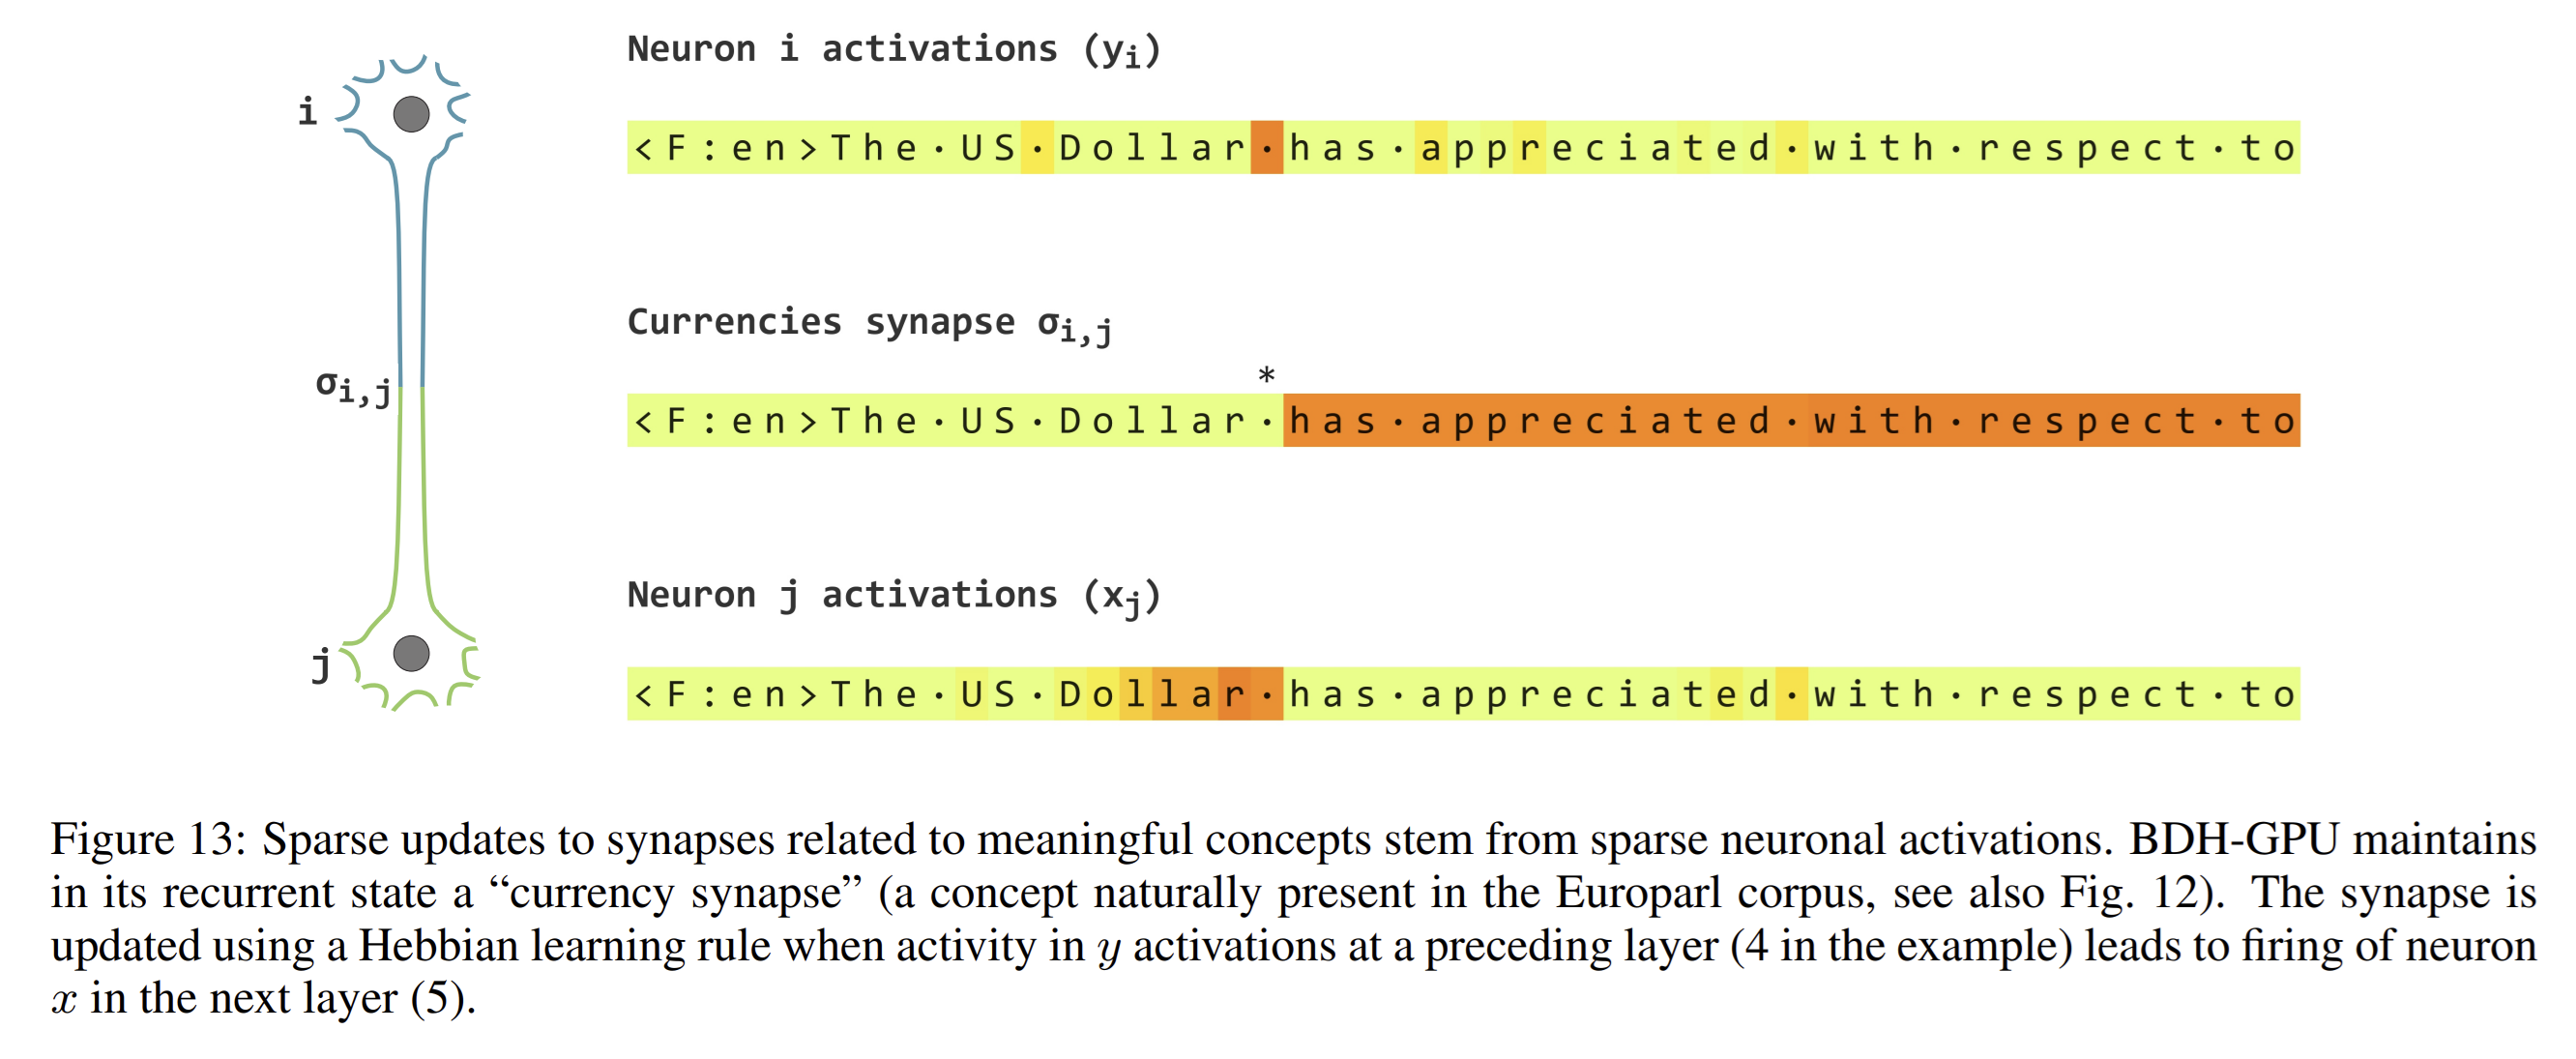 Neuron i activations (yi)
i
<F:en>The·US·Dollar·has·appreciated·with·respect·to
Currencies synapse σi,j
*
σi,j
<F:en>The·US·Dollar·has·appreciated·with·respect·to
Neuron j activations (xj)
j
<F:en>The·US·Dollar·has·appreciated·with·respect·to
Figure 13: Sparse updates to synapses related to meaningful concepts stem from sparse neuronal activations. BDH-GPU maintains
in its recurrent state a “currency synapse” (a concept naturally present in the Europarl corpus, see also Fig. 12). The synapse is
updated using a Hebbian learning rule when activity in y activations at a preceding layer (4 in the example) leads to firing of neuron
x in the next layer (5).